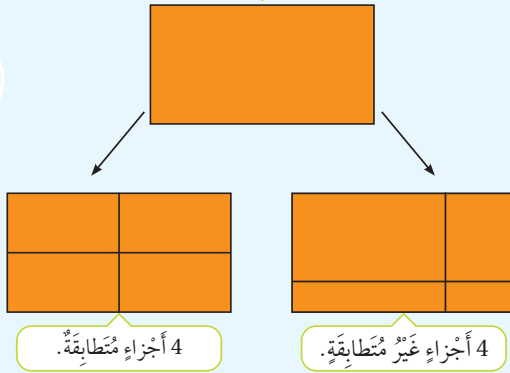 4 أَجْزاءٍ غَيْرُ مُتَطابِقَةٍ.
4 أَجْزاءٍ مُتَطابِقَةٌ.